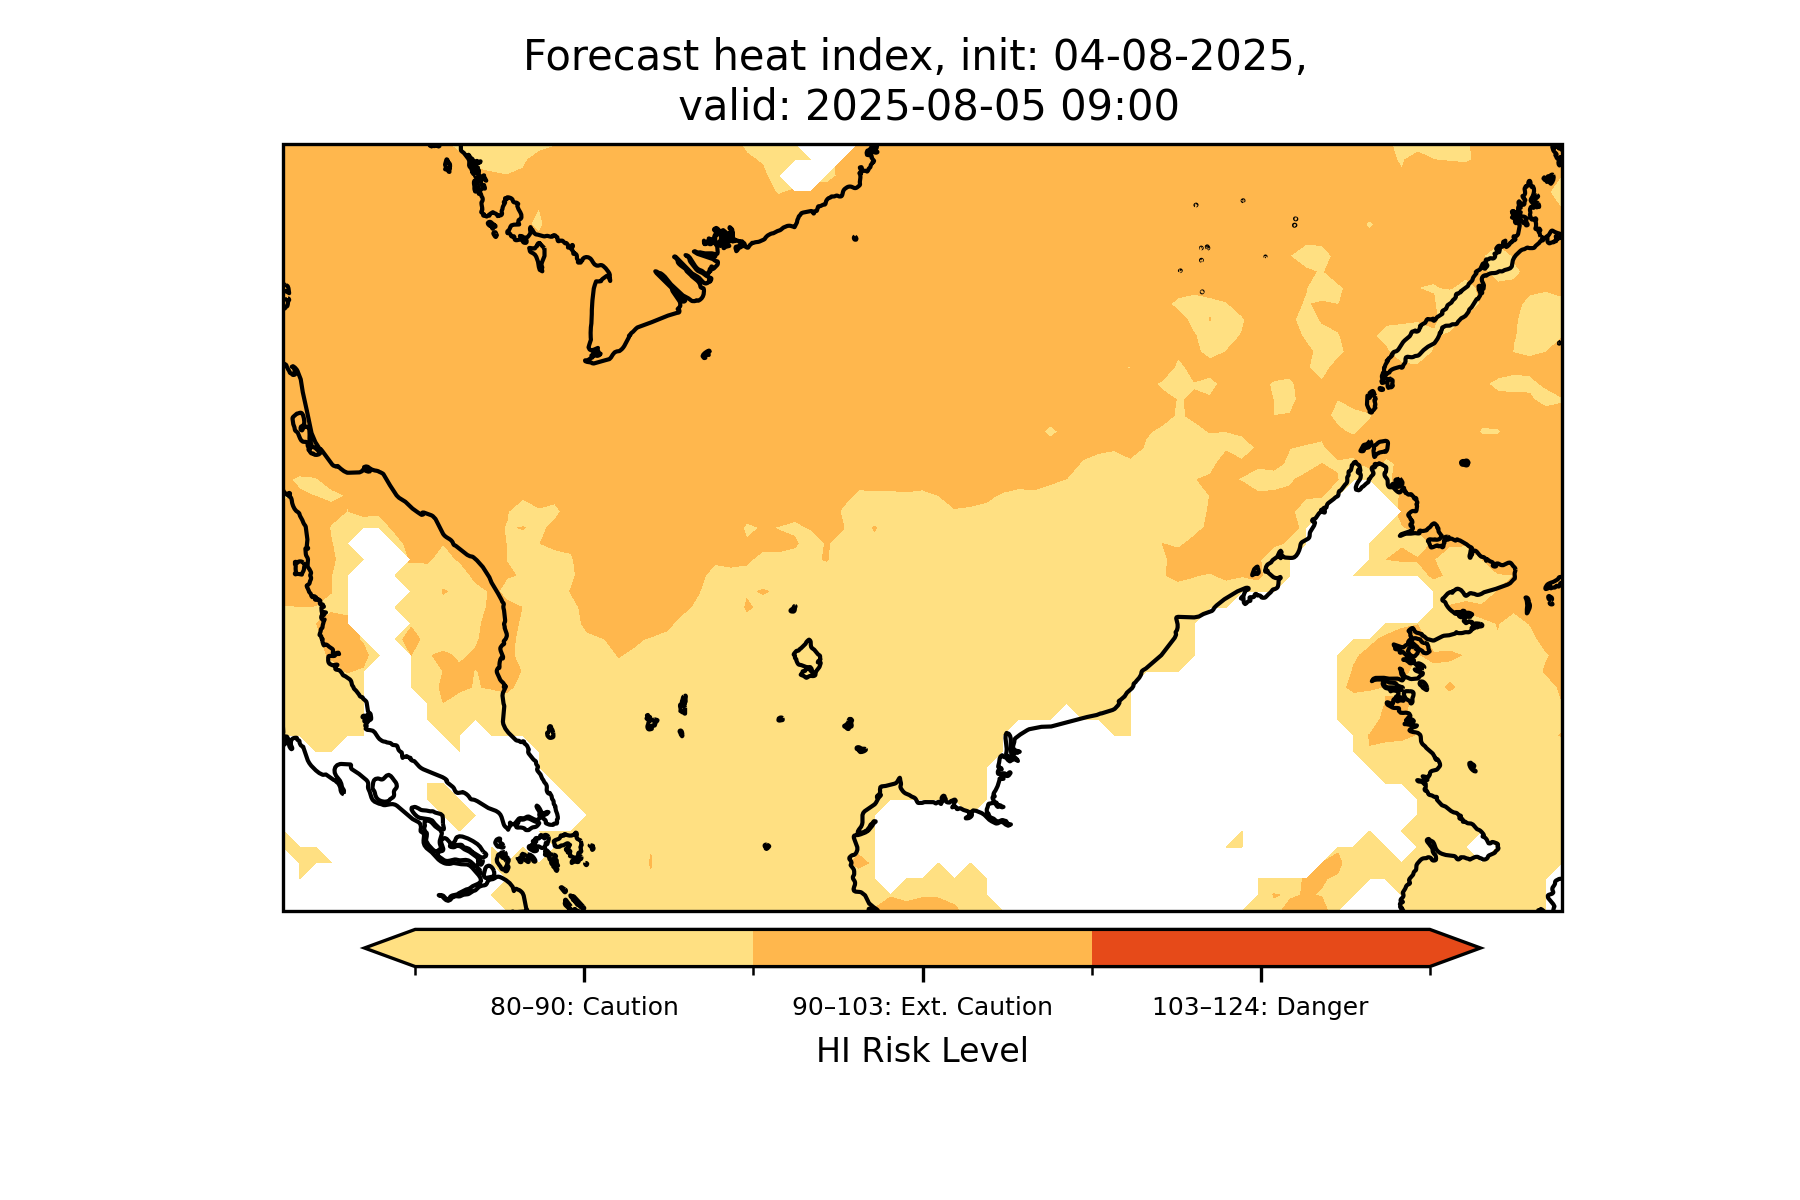 Forecast heat index, init: 04-08-2025,
valid: 2025-08-05 09:00
80–90: Caution
90–103: Ext. Caution
103–124: Danger
HI Risk Level